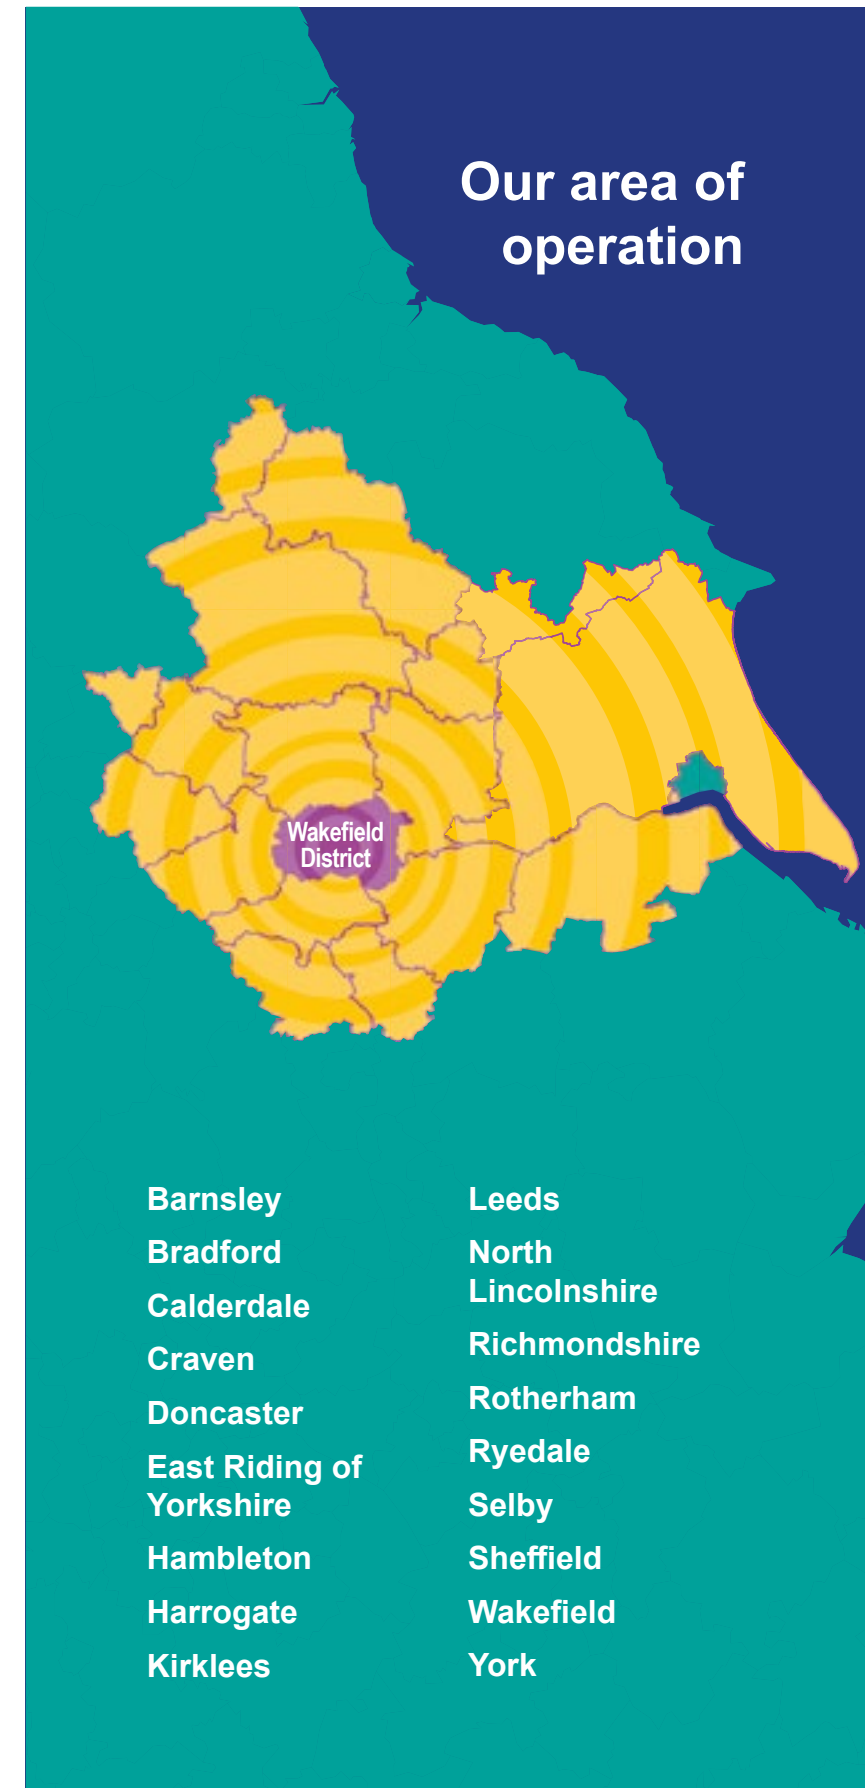 Our area of
operation
Wakefield
District
Barnsley
Bradford
Calderdale
Craven
Doncaster
East Riding of
Yorkshire
Hambleton
Harrogate
Kirklees
Leeds
North
Lincolnshire
Richmondshire
Rotherham
Ryedale
Selby
Sheffield
Wakefield
York